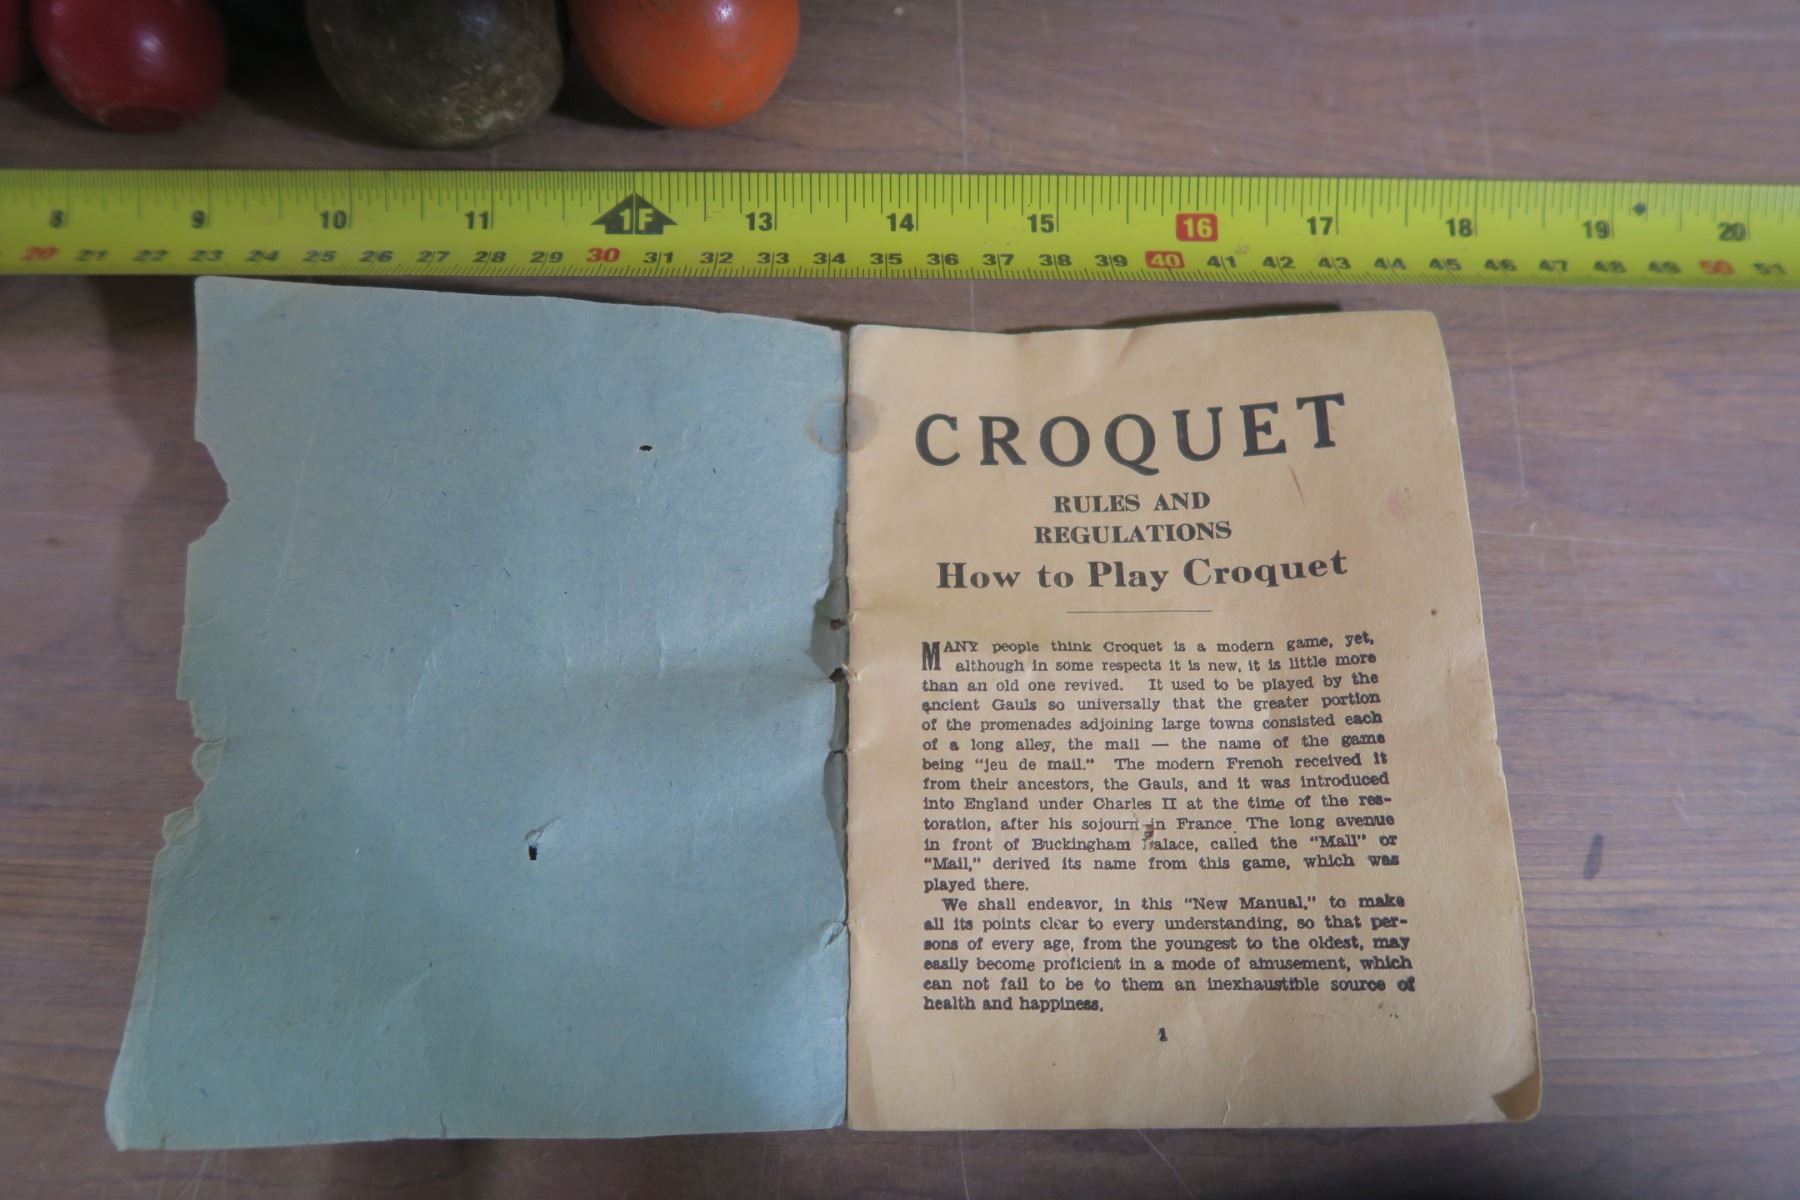 8 9 10 11 1F 13 14 15 16 17 18 19 20
20 21 22 23 24 25 26 27 28 29 30 31 32 33 34 35 36 37 38 39 40 41 42 43 44 45 46 47 48 49 50 51
CROQUET
RULES AND
REGULATIONS
How to Play Croquet
MANY people think Croquet is a modern game, yet,
although in some respects it is new, it is little more
than an old one revived. It used to be played by the
ancient Gauls so universally that the greater portion
of the promenades adjoining large towns consisted each
of a long alley, the mail — the name of the game
being "jeu de mail." The modern French received it
from their ancestors, the Gauls, and it was introduced
into England under Charles II at the time of the res-
toration, after his sojourn in France. The long avenue
in front of Buckingham Palace, called the "Mall" or
"Mail," derived its name from this game, which was
played there.
We shall endeavor, in this "New Manual," to make
all its points clear to every understanding, so that per-
sons of every age, from the youngest to the oldest, may
easily become proficient in a mode of amusement, which
can not fail to be to them an inexhaustible source of
health and happiness.
1